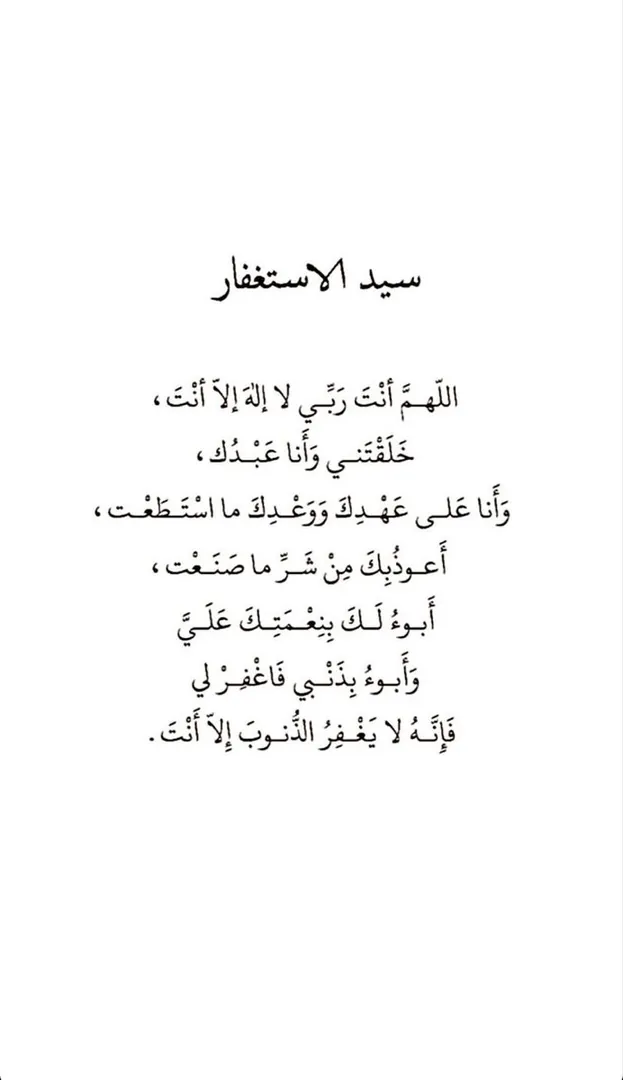 سيد الاستغفار
اللّهـمَّ أنْتَ رَبِّـي لا إلهَ إلاّ أنْتَ ،
خَلَقْتَنـي وَأَنا عَبْـدُك ،
وَأَنا عَلـى عَهْـدِكَ وَوَعْـدِكَ ما اسْتَـطَعْـت ،
أَعـوذُبِكَ مِنْ شَـرِّ ما صَنَـعْت ،
أَبـوءُ لَـكَ بِنِعْـمَتِـكَ عَلَـيَّ
وَأَبـوءُ بِذَنْـبي فَاغْفِـرْ لي
فَإِنَّـهُ لا يَغْـفِرُ الذُّنـوبَ إِلاّ أَنْتَ .